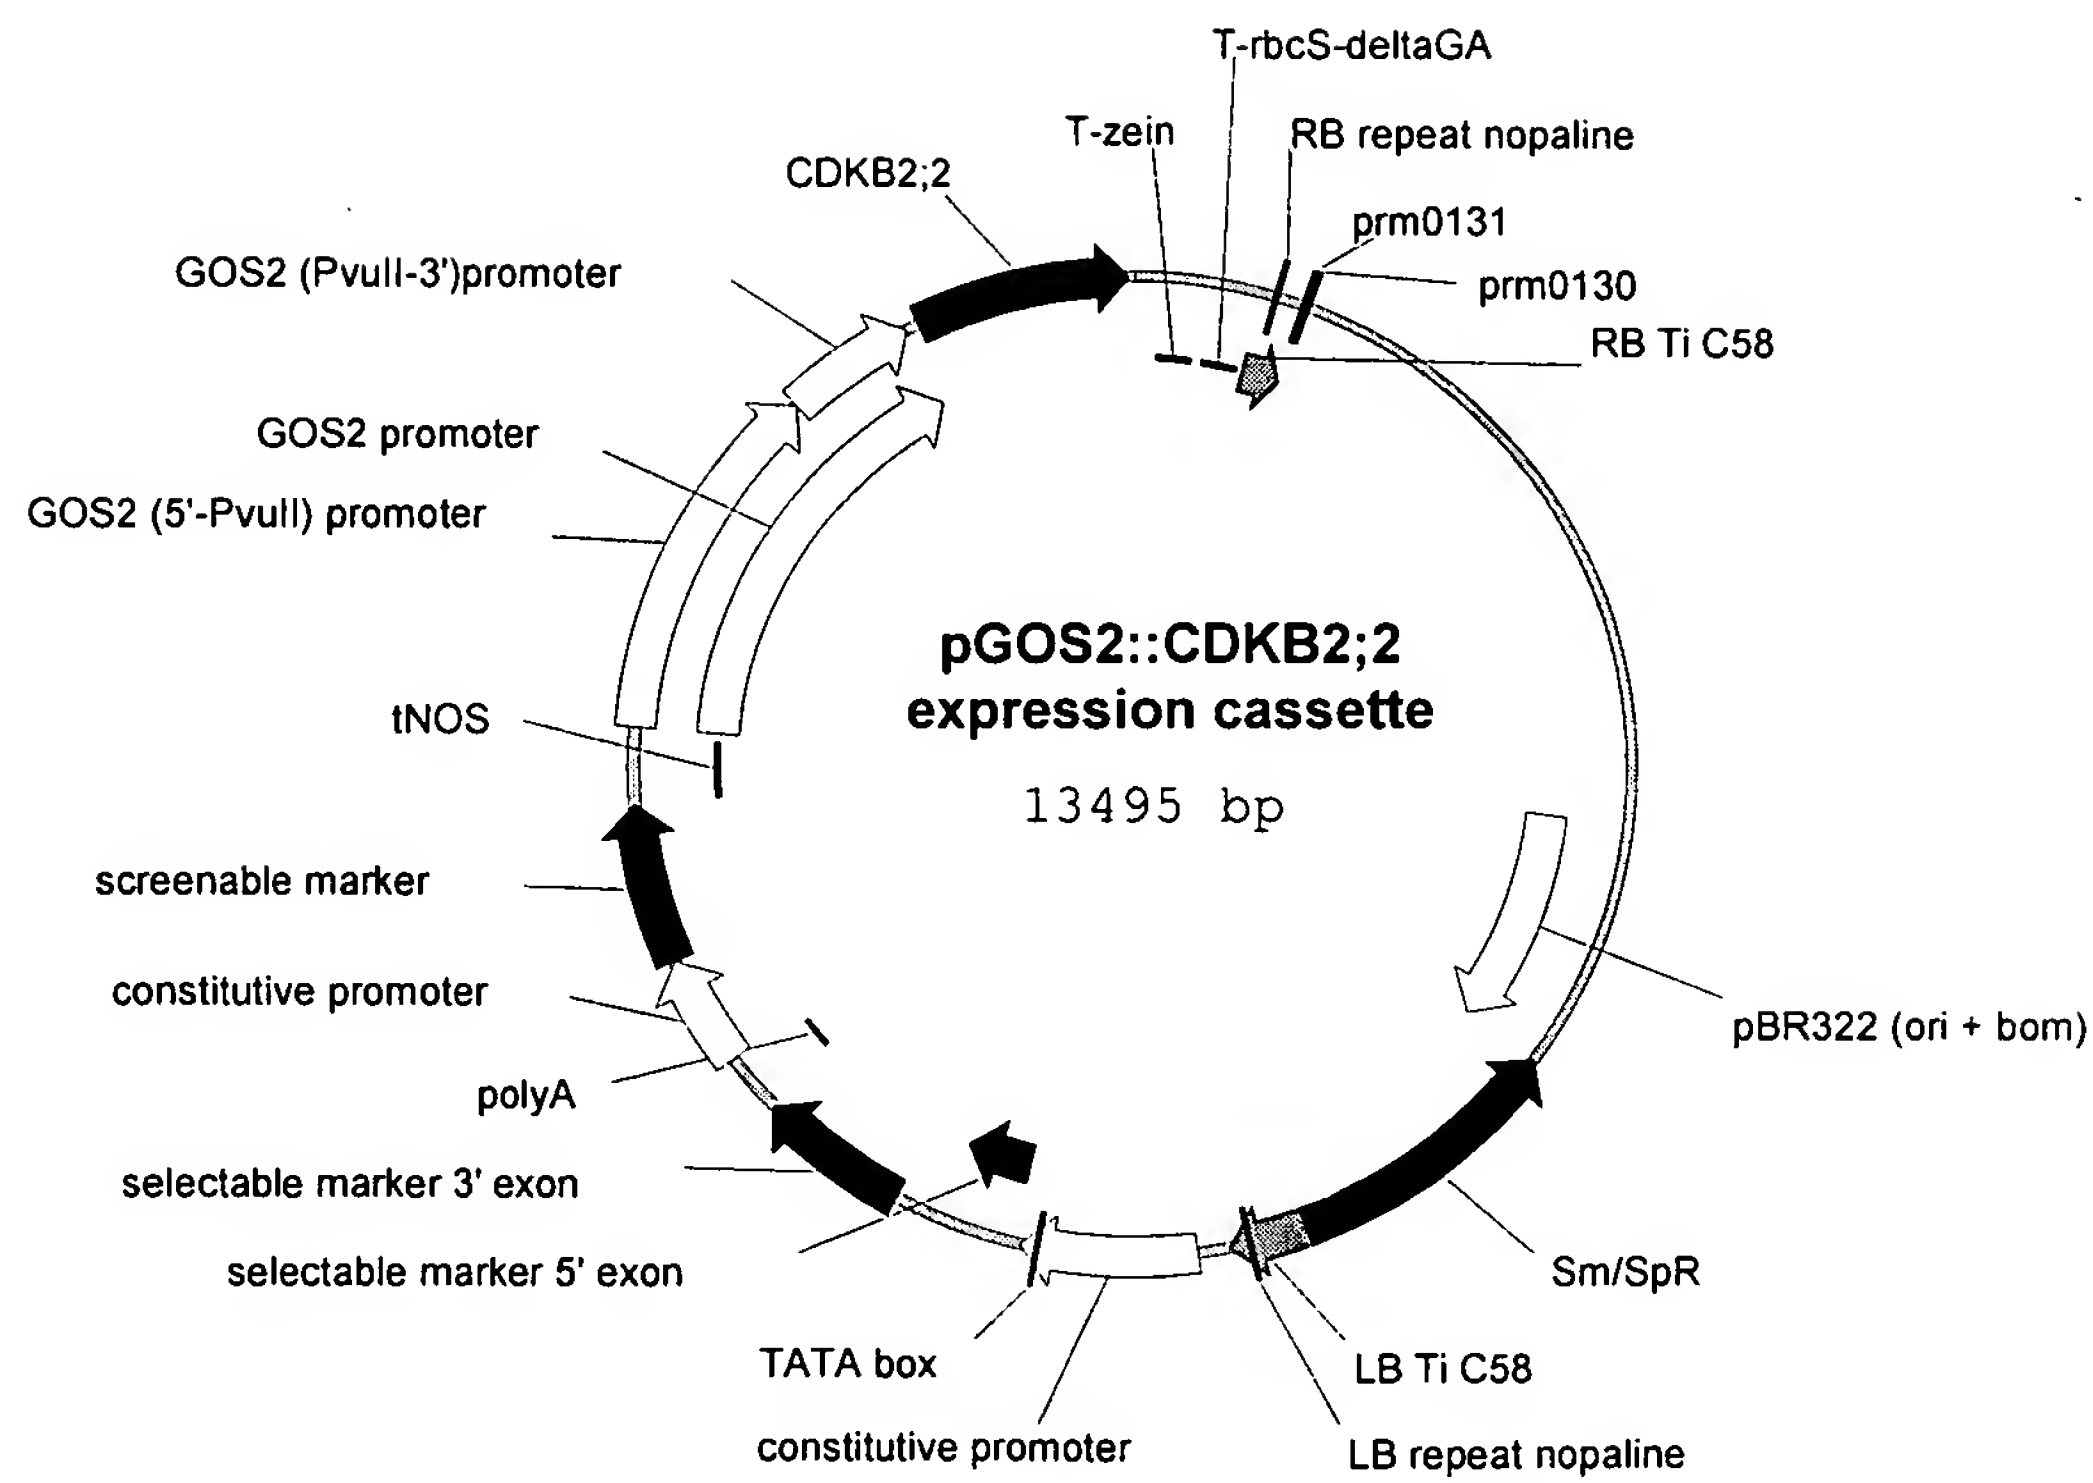 T-rbcS-deltaGA
T-zein
RB repeat nopaline
CDKB2;2
prm0131
GOS2 (PvuII-3')promoter
prm0130
RB Ti C58
GOS2 promoter
GOS2 (5'-PvuII) promoter
pGOS2::CDKB2;2
expression cassette
tNOS
13495 bp
screenable marker
constitutive promoter
pBR322 (ori + bom)
polyA
selectable marker 3' exon
selectable marker 5' exon
Sm/SpR
TATA box
LB Ti C58
constitutive promoter
LB repeat nopaline